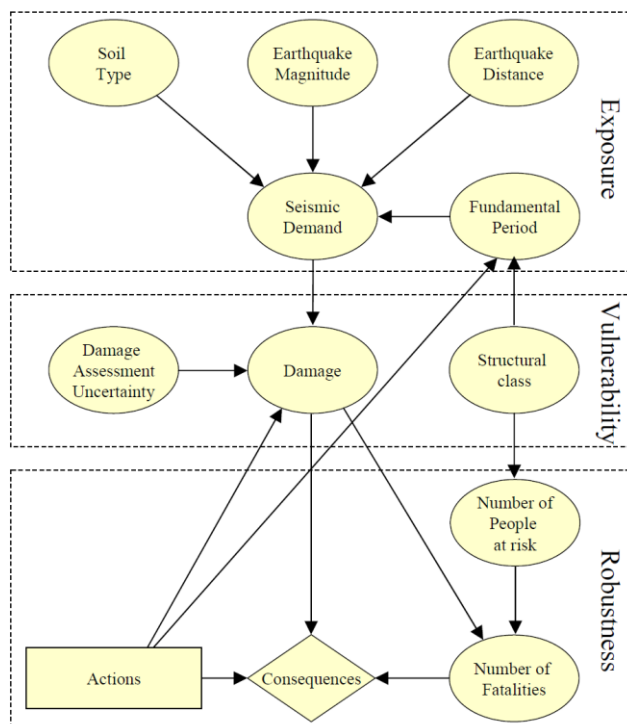 Soil
Type
Earthquake
Magnitude
Earthquake
Distance
Exposure
Seismic
Demand
Fundamental
Period
Vulnerability
Damage
Assessment
Uncertainty
Damage
Structural
class
Robustness
Number of
People
at risk
Actions
Consequences
Number of
Fatalities